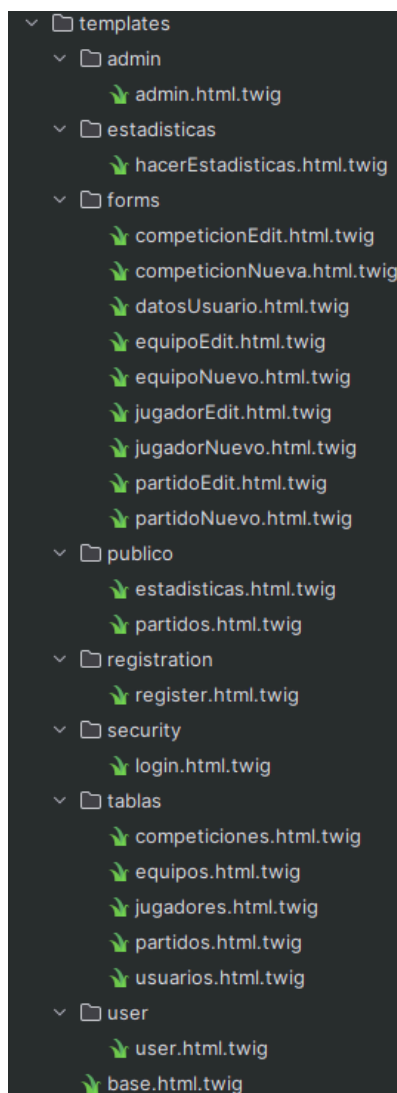 templates
admin
admin.html.twig
estadisticas
hacerEstadisticas.html.twig
forms
competicionEdit.html.twig
competicionNueva.html.twig
datosUsuario.html.twig
equipoEdit.html.twig
equipoNuevo.html.twig
jugadorEdit.html.twig
jugadorNuevo.html.twig
partidoEdit.html.twig
partidoNuevo.html.twig
publico
estadisticas.html.twig
partidos.html.twig
registration
register.html.twig
security
login.html.twig
tablas
competiciones.html.twig
equipos.html.twig
jugadores.html.twig
partidos.html.twig
usuarios.html.twig
user
user.html.twig
base.html.twig